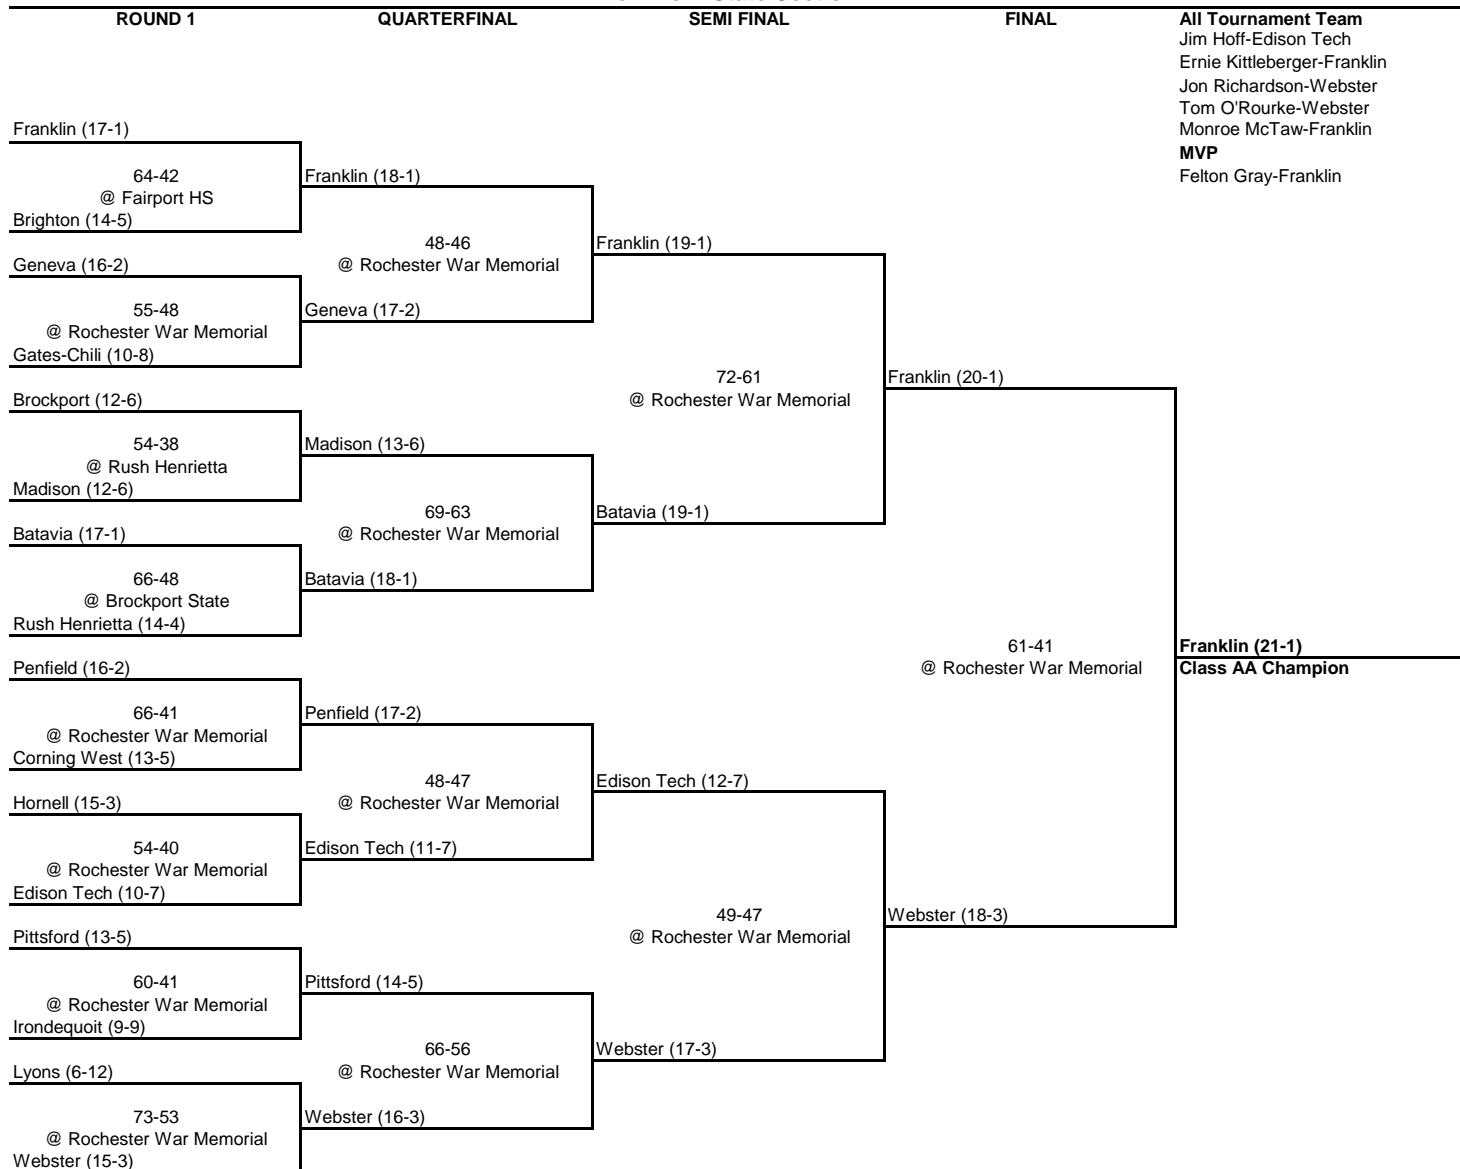 ROUND 1 QUARTERFINAL SEMI FINAL FINAL All Tournament Team
Jim Hoff-Edison Tech
Ernie Kittleberger-Franklin
Jon Richardson-Webster
Tom O'Rourke-Webster
Franklin (17-1) Monroe McTaw-Franklin
MVP
64-42 Franklin (18-1) Felton Gray-Franklin
@ Fairport HS
Brighton (14-5)
48-46 Franklin (19-1)
Geneva (16-2) @ Rochester War Memorial
55-48 Geneva (17-2)
@ Rochester War Memorial
Gates-Chili (10-8)
72-61 Franklin (20-1)
Brockport (12-6) @ Rochester War Memorial
54-38 Madison (13-6)
@ Rush Henrietta
Madison (12-6)
69-63 Batavia (19-1)
Batavia (17-1) @ Rochester War Memorial
66-48 Batavia (18-1)
@ Brockport State
Rush Henrietta (14-4)
61-41 Franklin (21-1)
Penfield (16-2) @ Rochester War Memorial Class AA Champion
66-41 Penfield (17-2)
@ Rochester War Memorial
Corning West (13-5)
48-47 Edison Tech (12-7)
Hornell (15-3) @ Rochester War Memorial
54-40 Edison Tech (11-7)
@ Rochester War Memorial
Edison Tech (10-7)
49-47 Webster (18-3)
Pittsford (13-5) @ Rochester War Memorial
60-41 Pittsford (14-5)
@ Rochester War Memorial
Irondequoit (9-9)
66-56 Webster (17-3)
Lyons (6-12) @ Rochester War Memorial
73-53 Webster (16-3)
@ Rochester War Memorial
Webster (15-3)